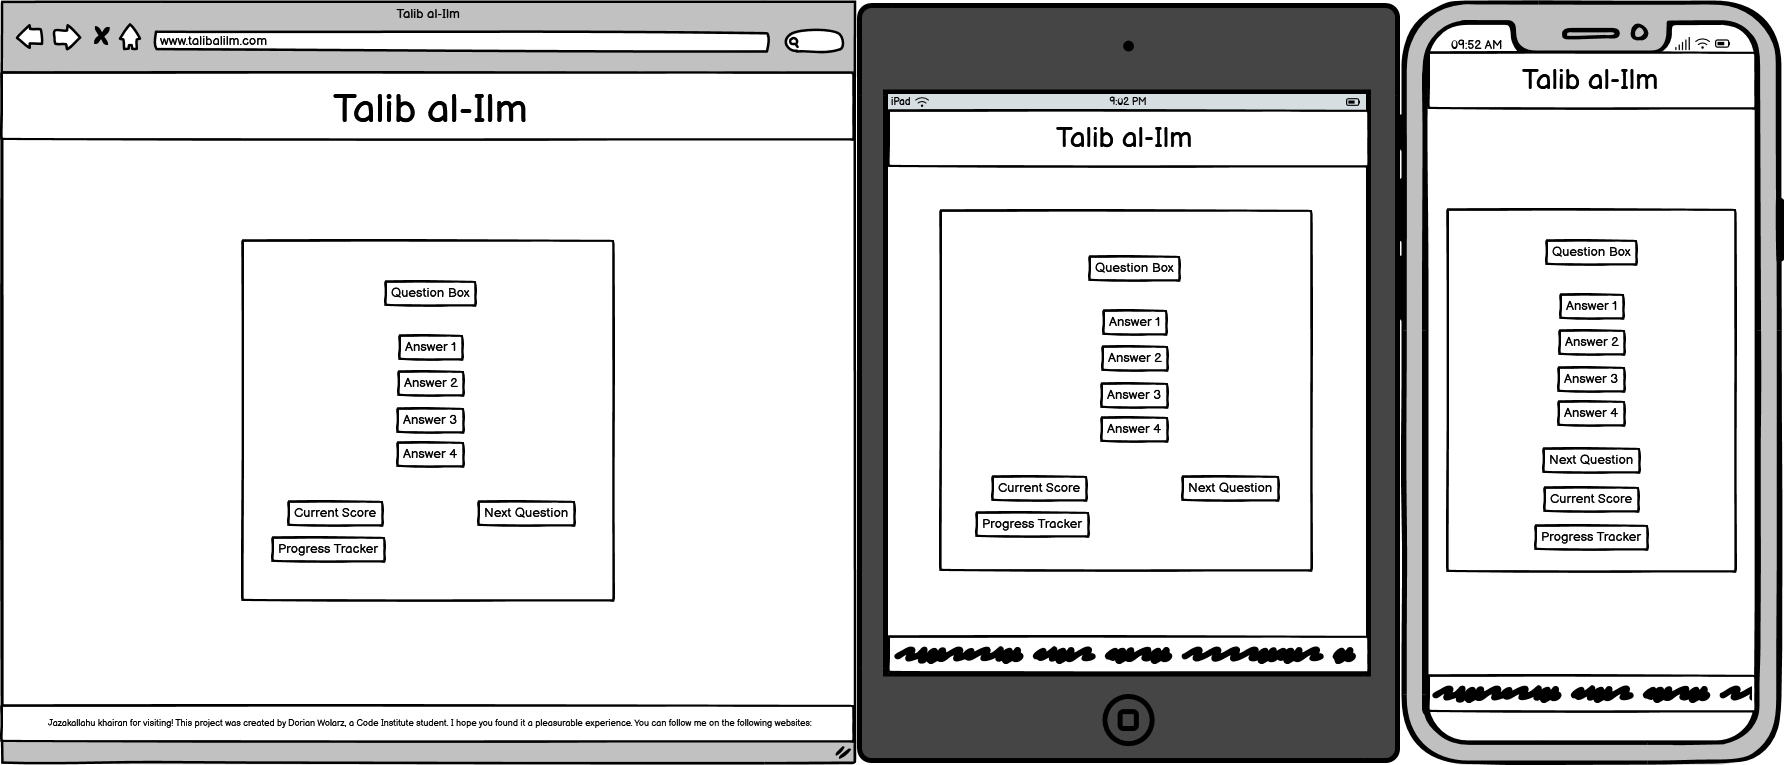 Talib al-Ilm
www.talibalilm.com
Talib al-Ilm
Question Box
Answer 1
Answer 2
Answer 3
Answer 4
Current Score
Next Question
Progress Tracker
Jazakallahu khairan for visiting! This project was created by Dorian Wolarz, a Code Institute student. I hope you found it a pleasurable experience. You can follow me on the following websites:
iPad
9:02 PM
Talib al-Ilm
Question Box
Answer 1
Answer 2
Answer 3
Answer 4
Current Score
Next Question
Progress Tracker
09:52 AM
Talib al-Ilm
Question Box
Answer 1
Answer 2
Answer 3
Answer 4
Next Question
Current Score
Progress Tracker